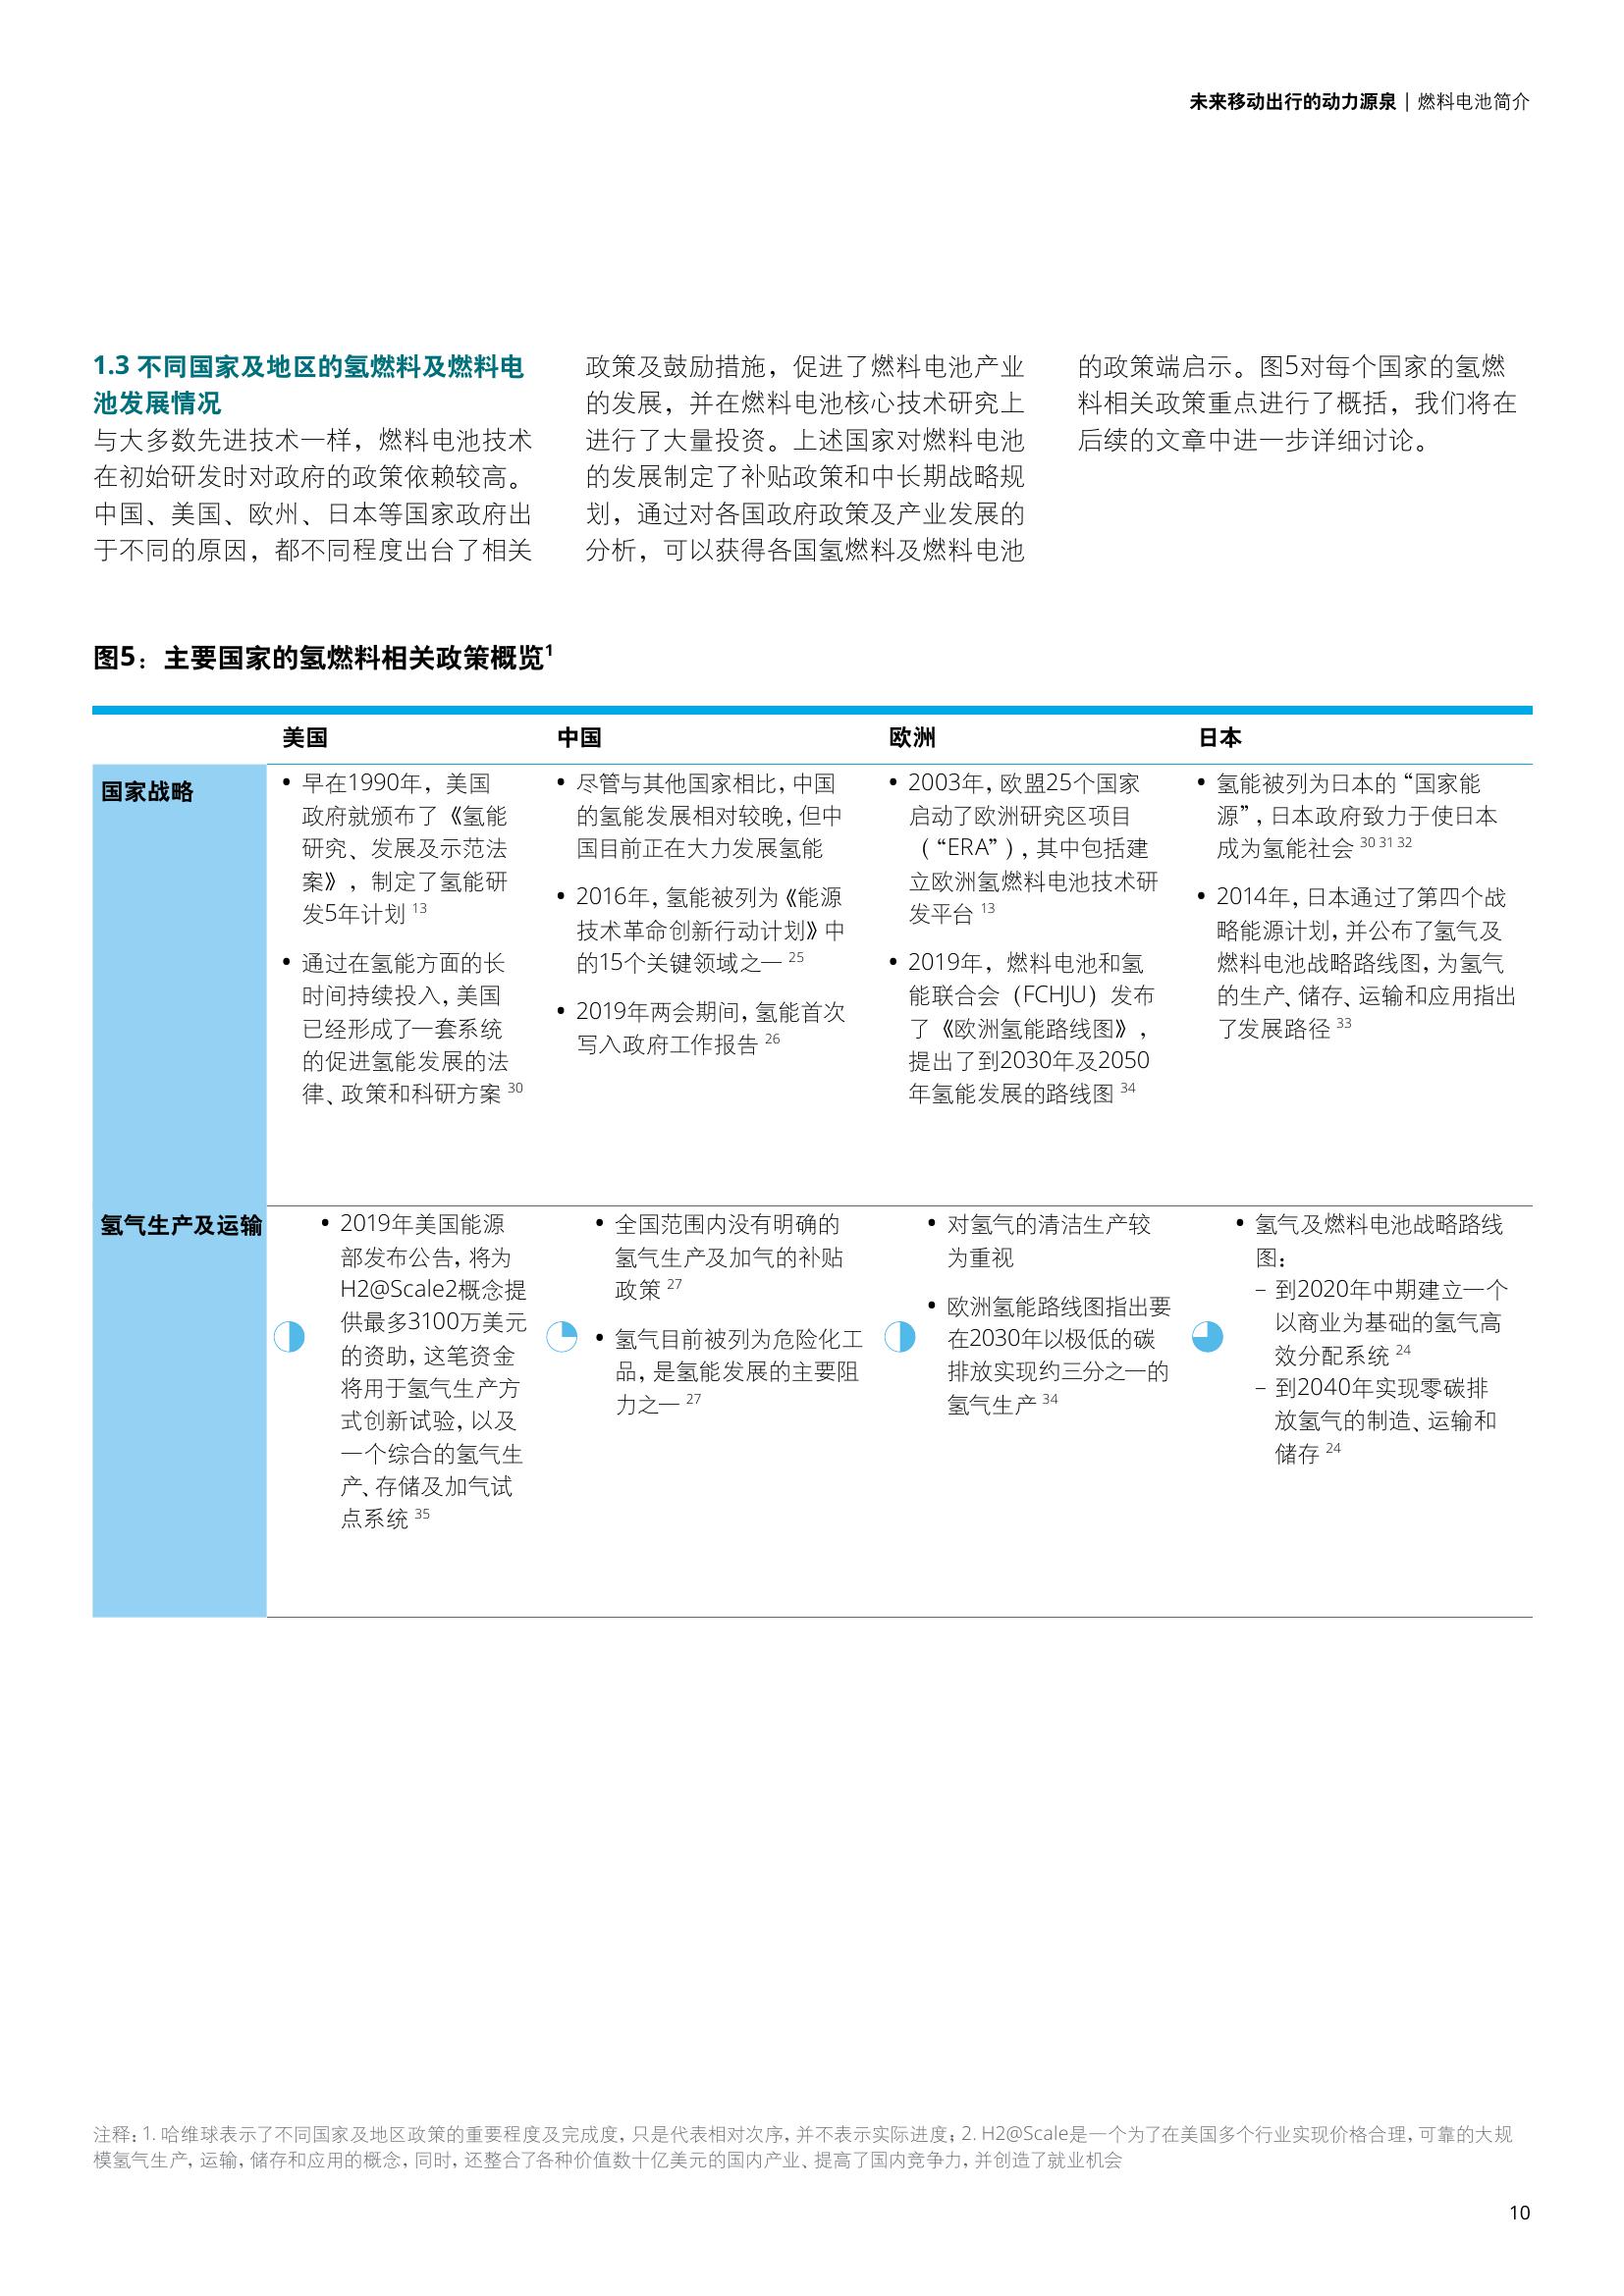 未来移动出行的动力源泉 | 燃料电池简介
1.3 不同国家及地区的氢燃料及燃料电
池发展情况
与大多数先进技术一样，燃料电池技术
在初始研发时对政府的政策依赖较高。
中国、美国、欧州、日本等国家政府出
于不同的原因，都不同程度出台了相关
政策及鼓励措施，促进了燃料电池产业
的发展，并在燃料电池核心技术研究上
进行了大量投资。上述国家对燃料电池
的发展制定了补贴政策和中长期战略规
划，通过对各国政府政策及产业发展的
分析，可以获得各国氢燃料及燃料电池
的政策端启示。图5对每个国家的氢燃
料相关政策重点进行了概括，我们将在
后续的文章中进一步详细讨论。
图5：主要国家的氢燃料相关政策概览1
美国
中国
欧洲
日本
国家战略
• 早在1990年，美国
政府就颁布了《氢能
研究、发展及示范法
案》，制定了氢能研
发5年计划 13
• 通过在氢能方面的长
时间持续投入，美国
已经形成了一套系统
的促进氢能发展的法
律、政策和科研方案 30
• 尽管与其他国家相比，中国
的氢能发展相对较晚，但中
国目前正在大力发展氢能
• 2016年，氢能被列为《能源
技术革命创新行动计划》中
的15个关键领域之一 25
• 2019年两会期间，氢能首次
写入政府工作报告 26
• 2003年，欧盟25个国家
启动了欧洲研究区项目
（“ERA”），其中包括建
立欧洲氢燃料电池技术研
发平台 13
• 2019年，燃料电池和氢
能联合会（FCHJU）发布
了《欧洲氢能路线图》，
提出了到2030年及2050
年氢能发展的路线图 34
• 氢能被列为日本的“国家能
源”，日本政府致力于使日本
成为氢能社会 30 31 32
• 2014年，日本通过了第四个战
略能源计划，并公布了氢气及
燃料电池战略路线图，为氢气
的生产、储存、运输和应用指出
了发展路径 33
氢气生产及运输
• 2019年美国能源
部发布公告，将为
H2@Scale2概念提
供最多3100万美元
的资助，这笔资金
将用于氢气生产方
式创新试验，以及
一个综合的氢气生
产、存储及加气试
点系统 35
• 全国范围内没有明确的
氢气生产及加气的补贴
政策 27
• 氢气目前被列为危险化工
品，是氢能发展的主要阻
力之一 27
• 对氢气的清洁生产较
为重视
• 欧洲氢能路线图指出要
在2030年以极低的碳
排放实现约三分之一的
氢气生产 34
• 氢气及燃料电池战略路线
图：
– 到2020年中期建立一个
以商业为基础的氢气高
效分配系统 24
– 到2040年实现零碳排
放氢气的制造、运输和
储存 24
注释：1. 哈维球表示了不同国家及地区政策的重要程度及完成度，只是代表相对次序，并不表示实际进度；2. H2@Scale是一个为了在美国多个行业实现价格合理，可靠的大规
模氢气生产，运输，储存和应用的概念，同时，还整合了各种价值数十亿美元的国内产业、提高了国内竞争力，并创造了就业机会
10